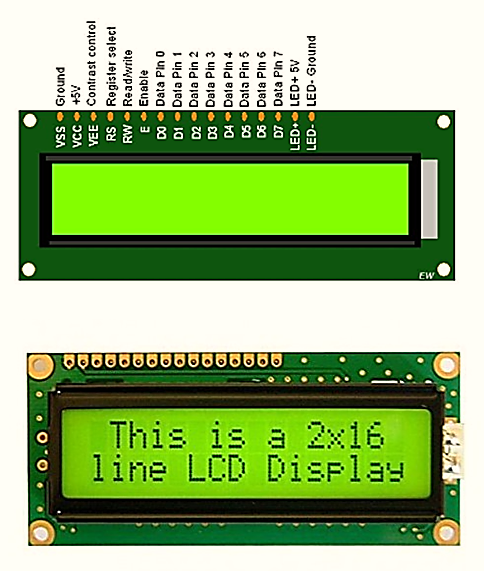 Ground
+5V
Contrast control
Register select
Read/write
Enable
Data Pin 0
Data Pin 1
Data Pin 2
Data Pin 3
Data Pin 4
Data Pin 5
Data Pin 6
Data Pin 7
LED+ 5V
LED- Ground
VSS
VCC
VEE
RS
RW
E
D0
D1
D2
D3
D4
D5
D6
D7
LED+
LED-
EW
This is a 2x16
line LCD Display